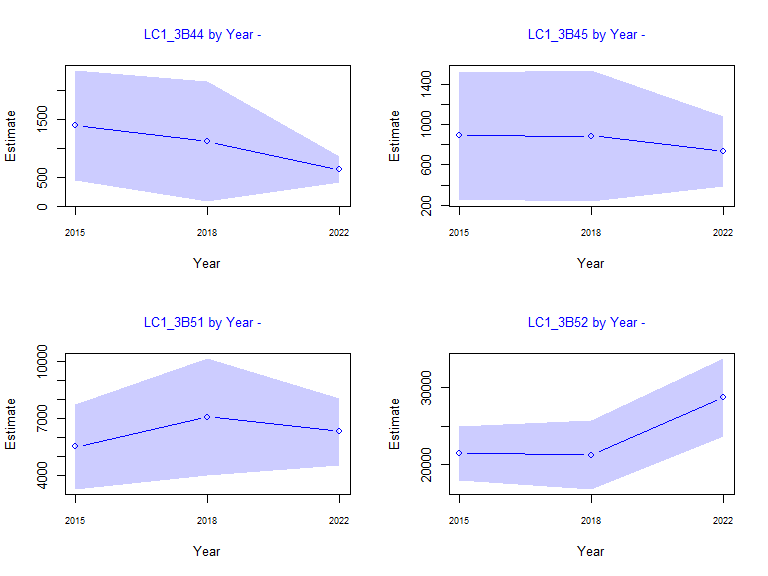 LC1_3B44 by Year -
Estimate
0 500 1500
2015 2018 2022
Year
LC1_3B45 by Year -
Estimate
200 600 1000 1400
2015 2018 2022
Year
LC1_3B51 by Year -
Estimate
4000 7000 10000
2015 2018 2022
Year
LC1_3B52 by Year -
Estimate
20000 30000
2015 2018 2022
Year